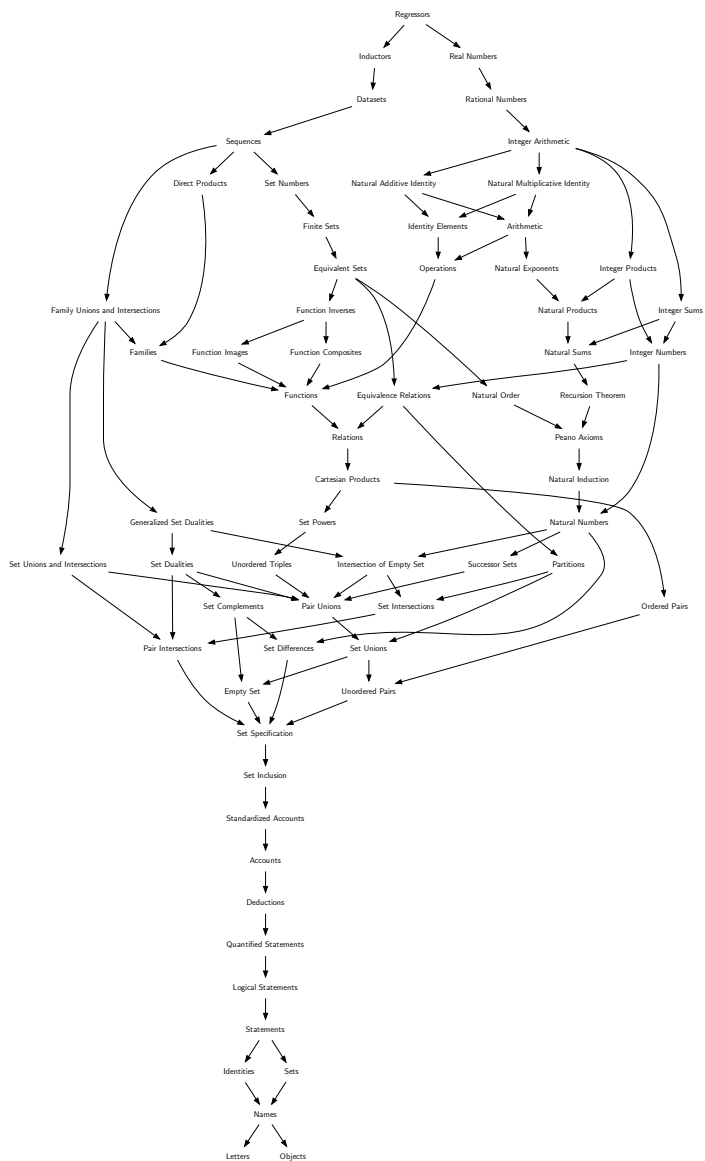 Regressors
Inductors
Real Numbers
Datasets
Rational Numbers
Sequences
Integer Arithmetic
Direct Products
Set Numbers
Natural Additive Identity
Natural Multiplicative Identity
Finite Sets
Identity Elements
Arithmetic
Equivalent Sets
Operations
Natural Exponents
Integer Products
Family Unions and Intersections
Function Inverses
Natural Products
Integer Sums
Families
Function Images
Function Composites
Natural Sums
Integer Numbers
Functions
Equivalence Relations
Natural Order
Recursion Theorem
Relations
Peano Axioms
Cartesian Products
Natural Induction
Generalized Set Dualities
Set Powers
Natural Numbers
Set Unions and Intersections
Set Dualities
Unordered Triples
Intersection of Empty Set
Successor Sets
Partitions
Set Complements
Pair Unions
Set Intersections
Ordered Pairs
Pair Intersections
Set Differences
Set Unions
Empty Set
Unordered Pairs
Set Specification
Set Inclusion
Standardized Accounts
Accounts
Deductions
Quantified Statements
Logical Statements
Statements
Identities
Sets
Names
Letters
Objects